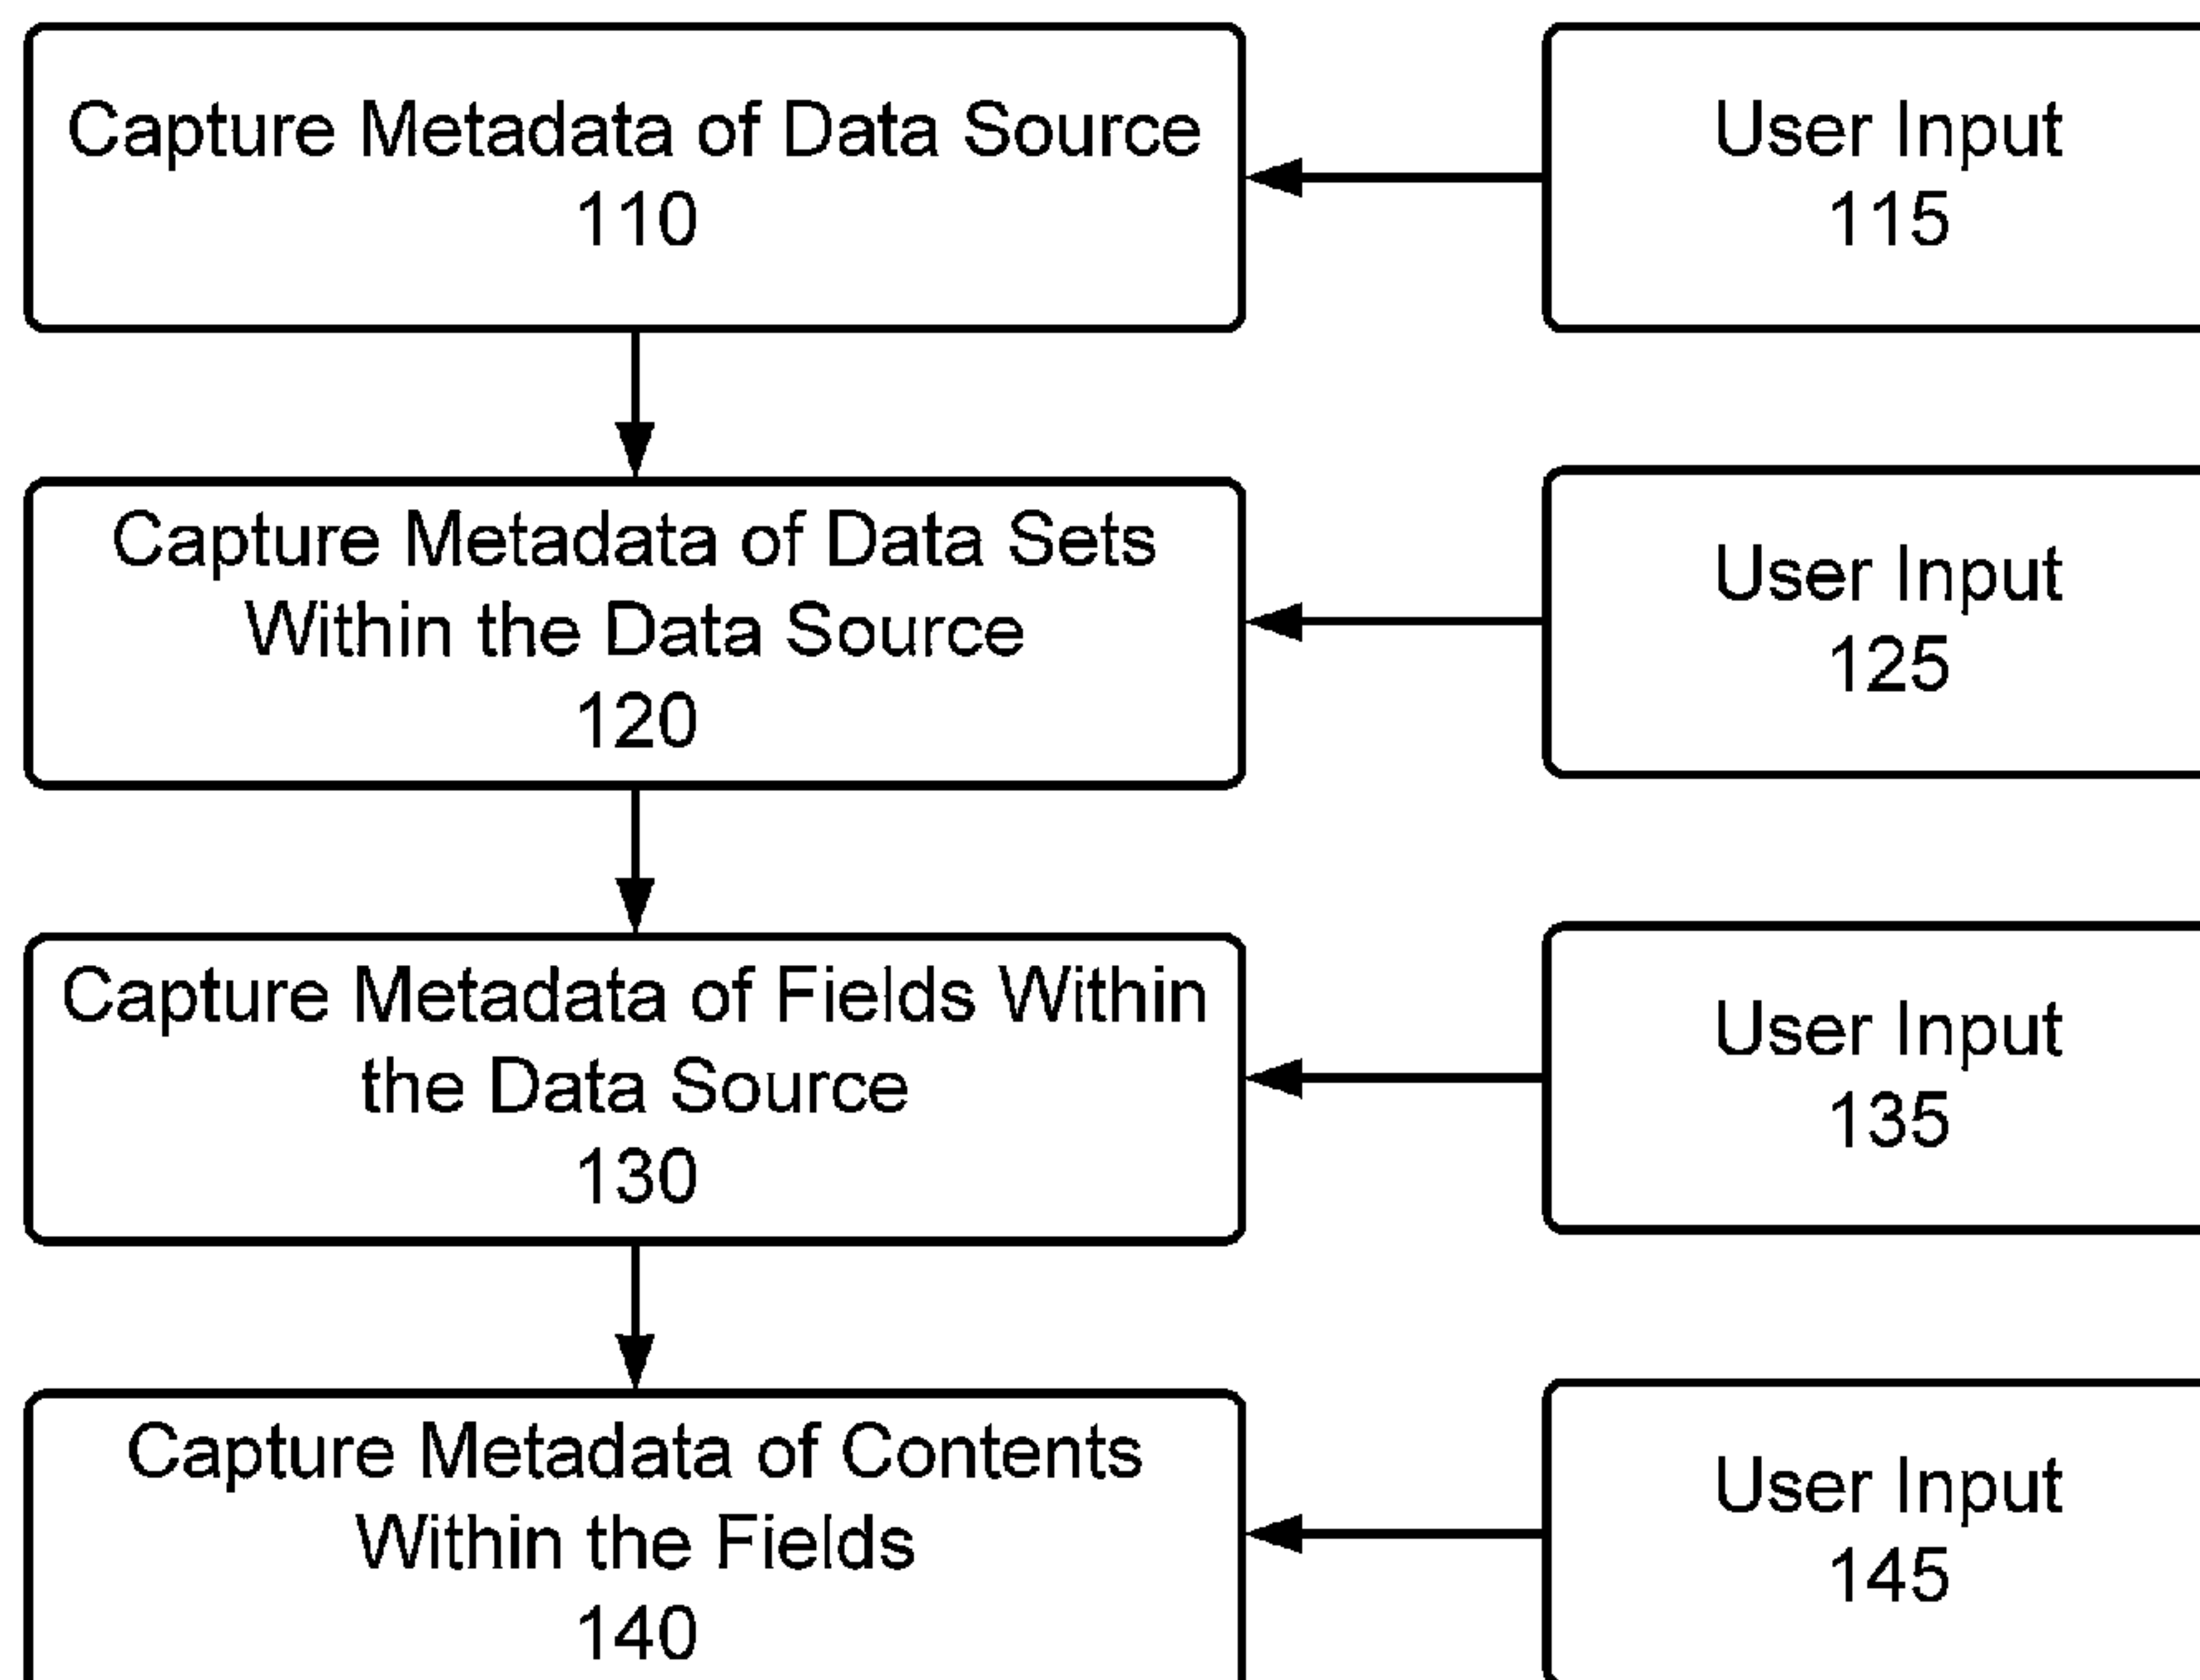 Capture Metadata of Data Source
110
User Input
115
Capture Metadata of Data Sets
Within the Data Source
120
User Input
125
Capture Metadata of Fields Within
the Data Source
130
User Input
135
Capture Metadata of Contents
Within the Fields
140
User Input
145